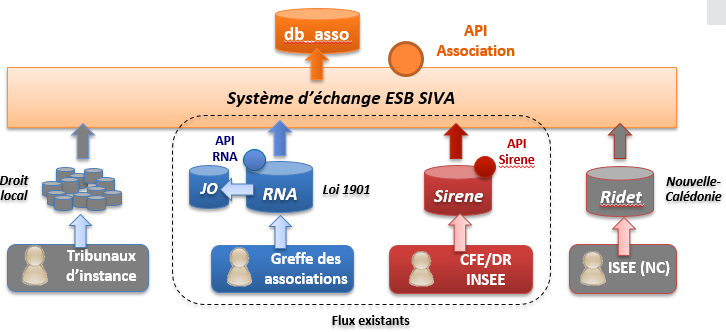 db_asso
API
Association
Système d'échange ESB SIVA
API
RNA
API
Sirene
Droit
local
JO
RNA
Loi 1901
Sirene
Ridet
Nouvelle-
Calédonie
Tribunaux
d'instance
Greffe des
associations
CFE/DR
INSEE
ISEE (NC)
Flux existants